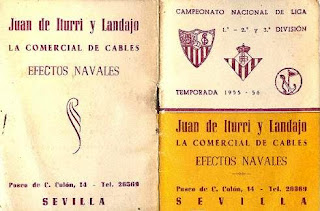 Juan de Iturri y Landajo
LA COMERCIAL DE CABLES
EFECTOS NAVALES
Paseo de C. Colón, 14 - Tel. 26569
SEVILLA
CAMPEONATO NACIONAL DE LIGA
1.ª - 2.ª y 3.ª DIVISIÓN
TEMPORADA 1955-56
Juan de Iturri y Landajo
LA COMERCIAL DE CABLES
EFECTOS NAVALES
Paseo de C. Colón, 14 - Tel. 26569
SEVILLA